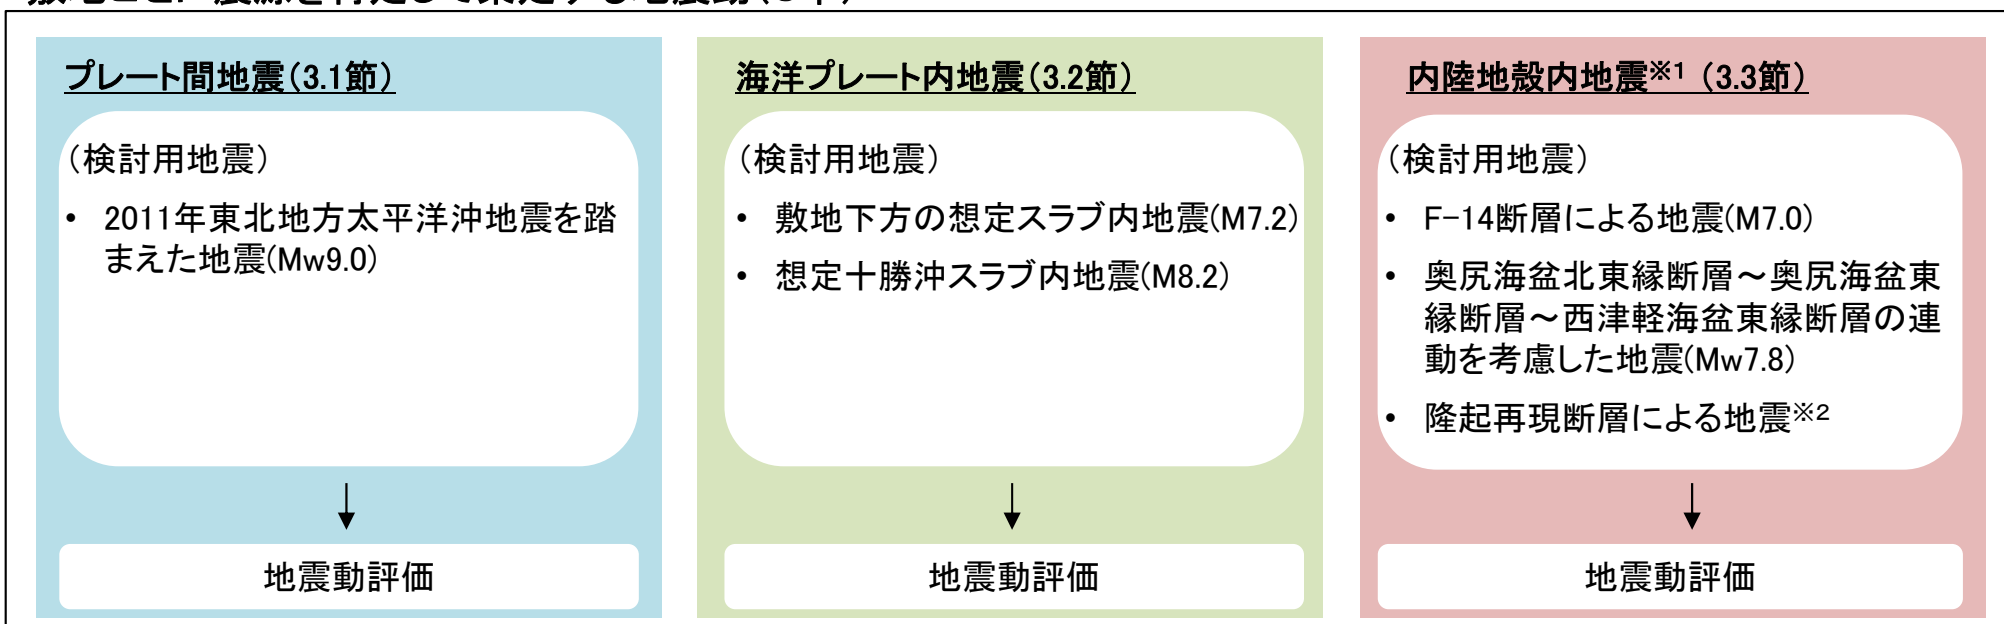 プレート間地震(3.1節)
(検討用地震)
• 2011年東北地方太平洋沖地震を踏
まえた地震(Mw9.0)
地震動評価
海洋プレート内地震(3.2節)
(検討用地震)
• 敷地下方の想定スラブ内地震(M7.2)
• 想定十勝沖スラブ内地震(M8.2)
地震動評価
内陸地殻内地震※1 (3.3節)
(検討用地震)
• F-14断層による地震(M7.0)
• 奥尻海盆北東縁断層~奥尻海盆東
縁断層~西津軽海盆東縁断層の連
動を考慮した地震(Mw7.8)
• 隆起再現断層による地震※2
地震動評価